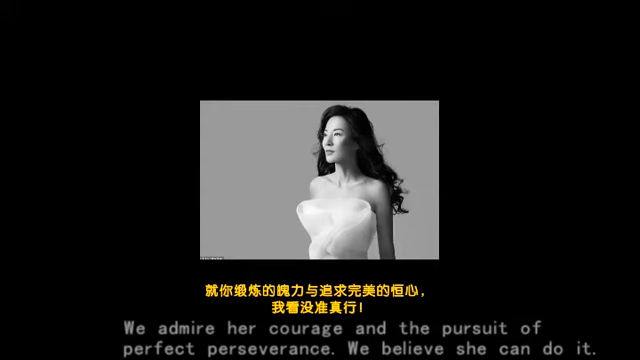 就你缎炼的魄力与追求完美的恒心，
我看没准真行！
We admire her courage and the pursuit of
perfect perseverance. We believe she can do it.